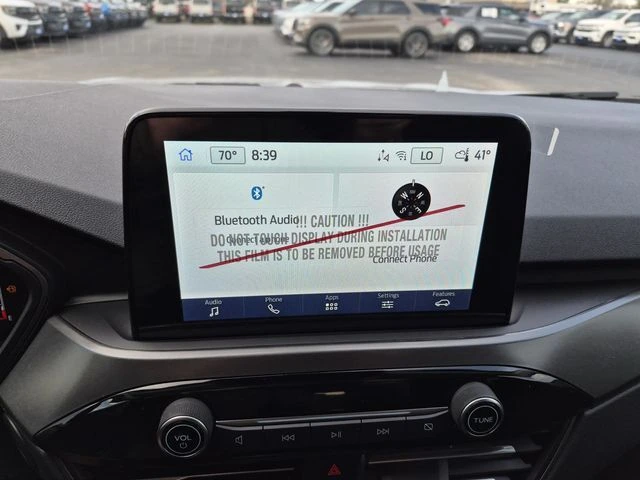 70° 8:39 LO 41°
N
W
E
Bluetooth Audio
!!! CAUTION !!!
DO NOT TOUCH DISPLAY DURING INSTALLATION
THIS FILM IS TO BE REMOVED BEFORE USAGE
Connect Phone
Audio Phone Apps Settings Features
VOL
TUNE